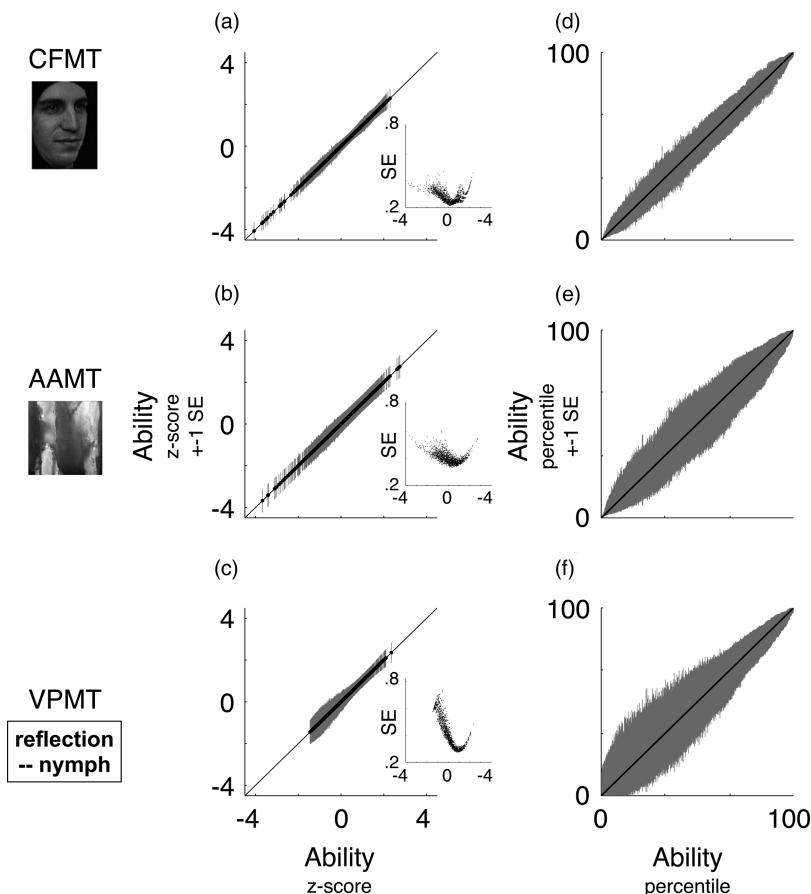 (a)
(d)
CFMT
4
0
-4
.8
SE
.2
-4
0
-4
100
0
(b)
(e)
AAMT
Ability
z-score
+-1 SE
4
0
-4
.8
SE
.2
-4
0
-4
Ability
percentile
+-1 SE
100
0
(c)
(f)
VPMT
reflection
-- nymph
4
0
-4
.8
SE
.2
-4
0
-4
100
0
-4
0
4
0
100
Ability
z-score
Ability
percentile